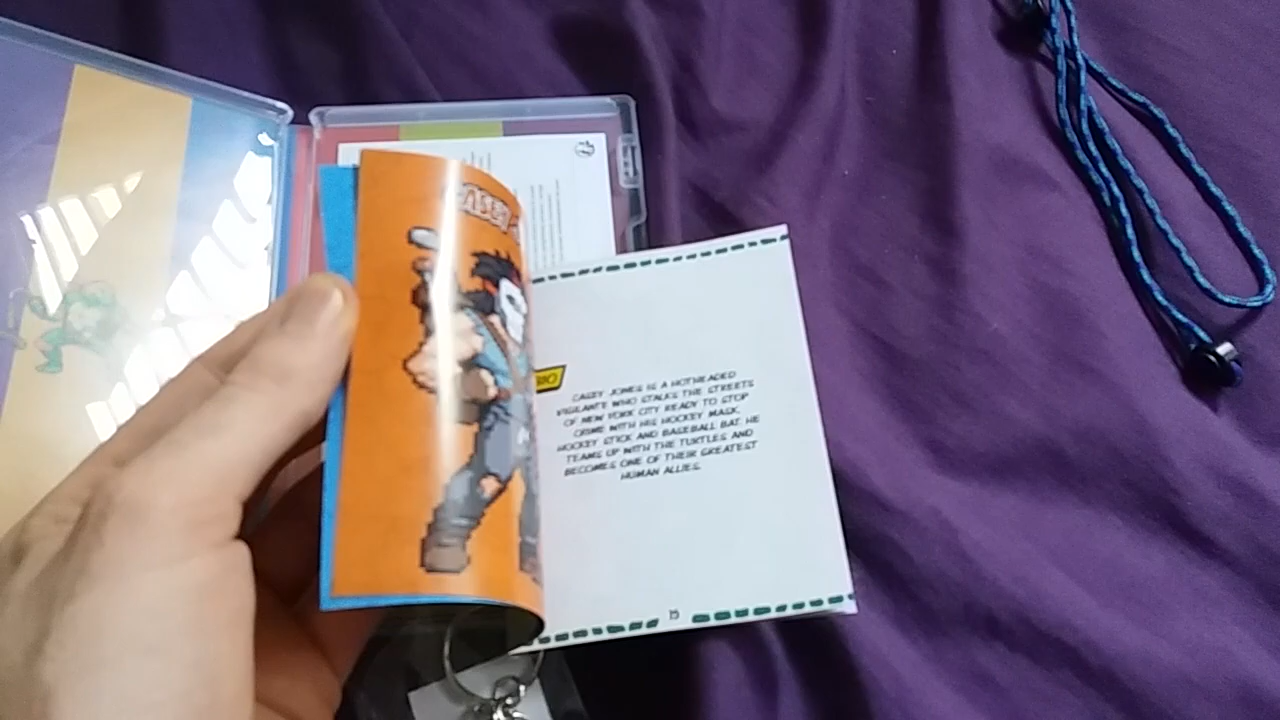 CASEY
BIO
CASEY JONES IS A HOTHEADED
VIGILANTE WHO STALKS THE STREETS
OF NEW YORK CITY READY TO STOP
CRIME WITH HIS HOCKEY MASK,
HOCKEY STICK AND BASEBALL BAT. HE
TEAMS UP WITH THE TURTLES AND
BECOMES ONE OF THEIR GREATEST
HUMAN ALLIES.
15